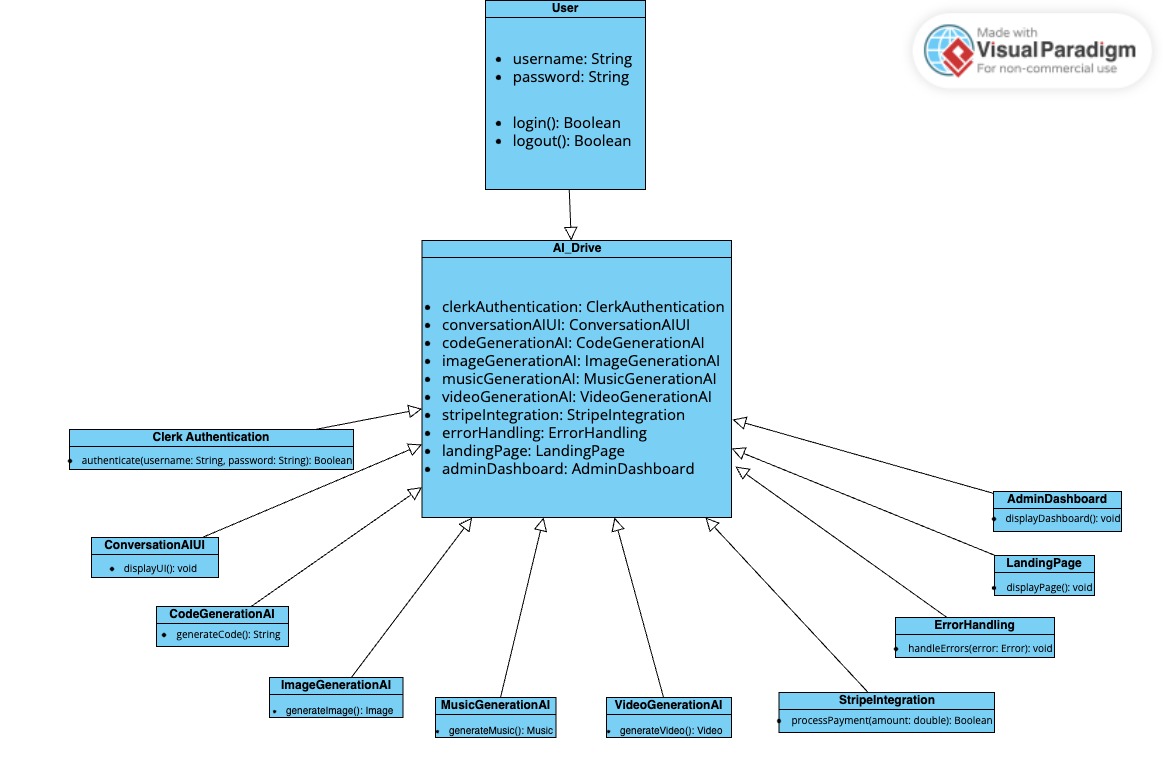 User
username: String
password: String
login(): Boolean
logout(): Boolean
Made with
Visual Paradigm
For non-commercial use
AI_Drive
clerkAuthentication: ClerkAuthentication
conversationAIUI: ConversationAIUI
codeGenerationAI: CodeGenerationAI
imageGenerationAI: ImageGenerationAI
musicGenerationAI: MusicGenerationAI
videoGenerationAI: VideoGenerationAI
stripeIntegration: StripeIntegration
errorHandling: ErrorHandling
landingPage: LandingPage
adminDashboard: AdminDashboard
Clerk Authentication
authenticate(username: String, password: String): Boolean
ConversationAIUI
displayUI(): void
CodeGenerationAI
generateCode(): String
ImageGenerationAI
generateImage(): Image
MusicGenerationAI
generateMusic(): Music
VideoGenerationAI
generateVideo(): Video
StripeIntegration
processPayment(amount: double): Boolean
ErrorHandling
handleErrors(error: Error): void
LandingPage
displayPage(): void
AdminDashboard
displayDashboard(): void